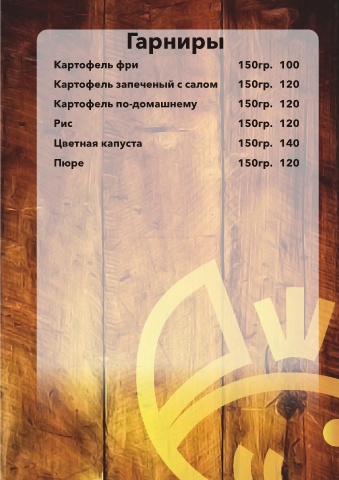 Гарниры
Картофель фри 150гр. 100
Картофель запеченый с салом 150гр. 120
Картофель по-домашнему 150гр. 120
Рис 150гр. 120
Цветная капуста 150гр. 140
Пюре 150гр. 120